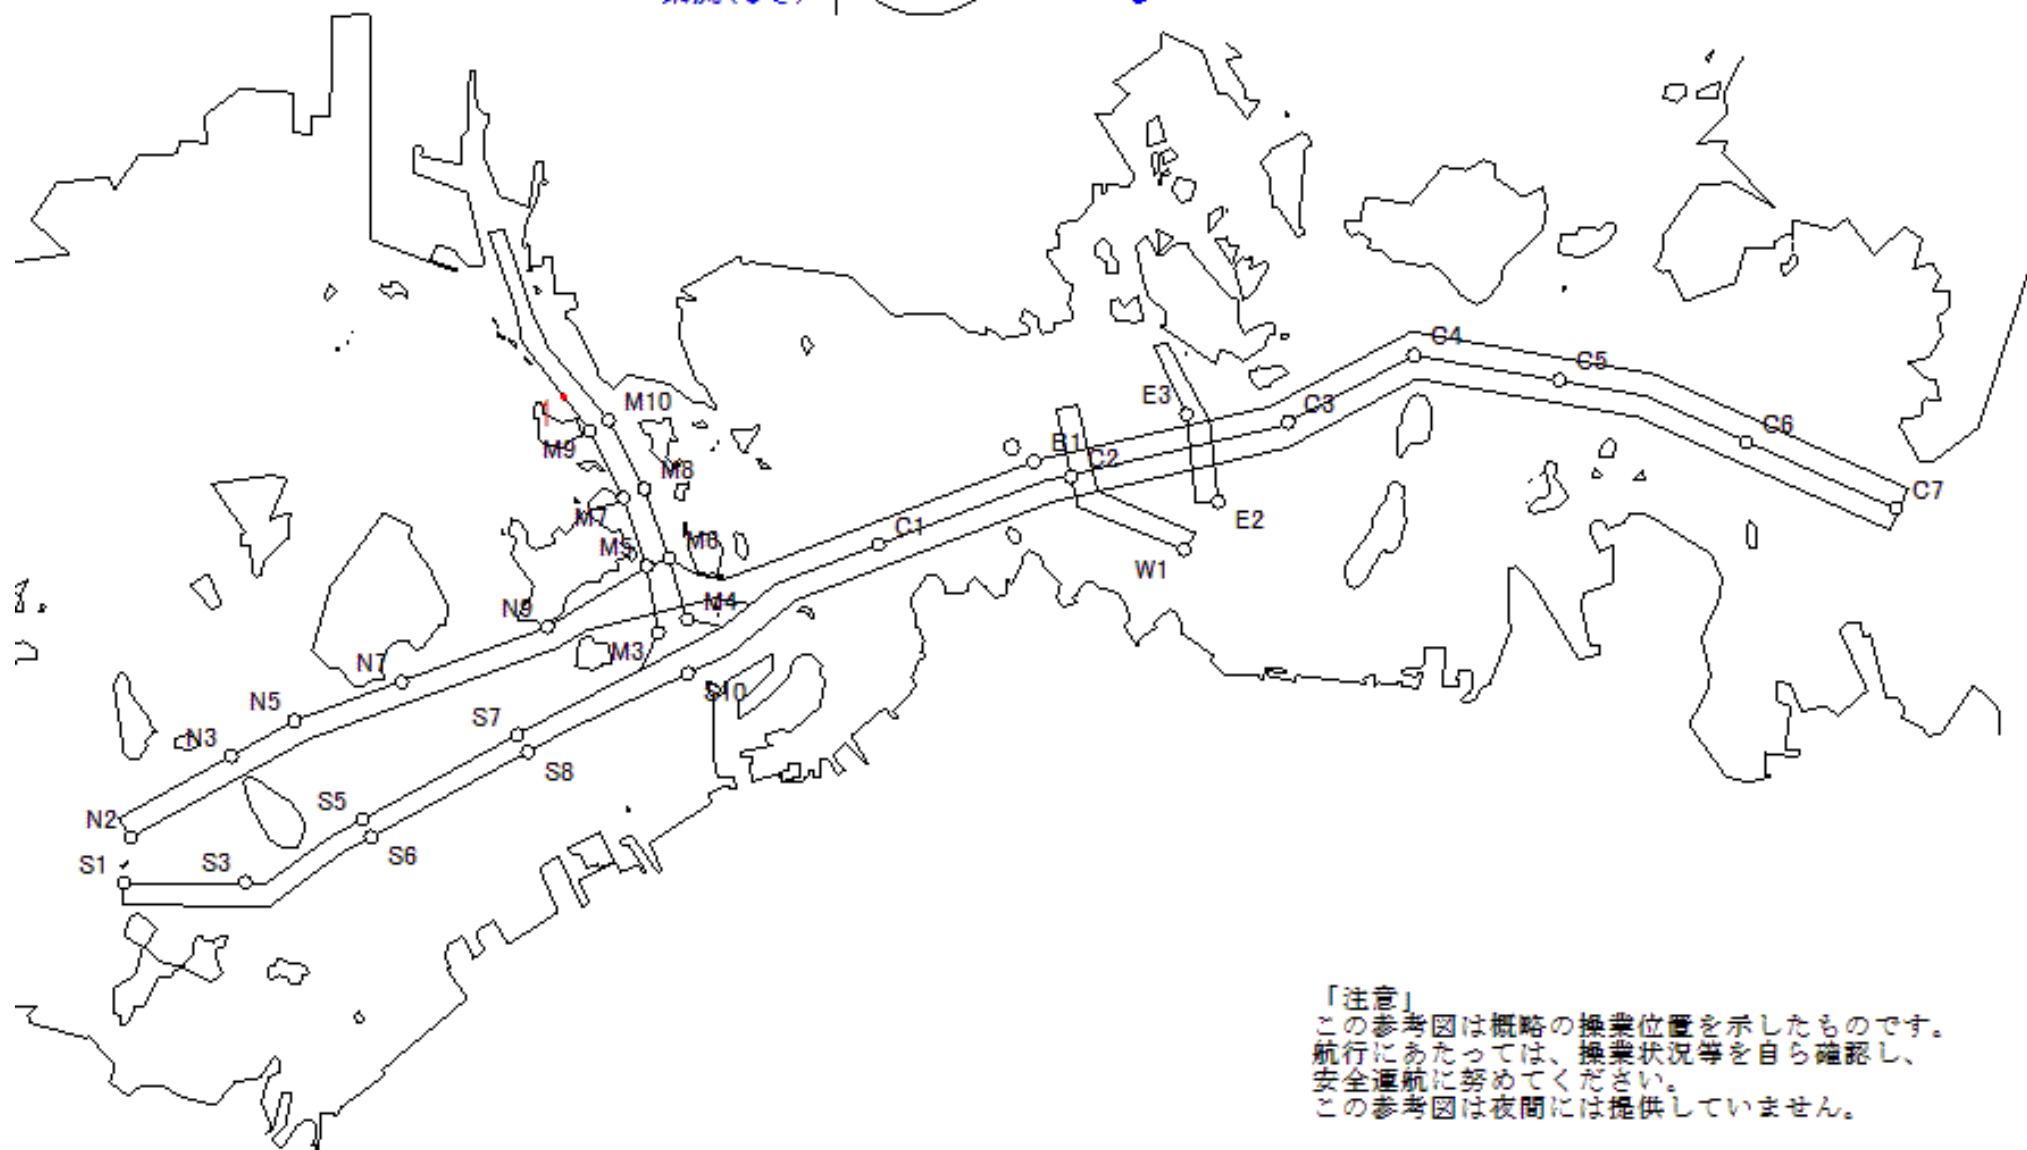 C4
C5
E3
M10
C3
C6
B1
M9
C2
M8
C7
M7
E2
C1
M5
M6
W1
N9
M4
M3
N7
S10
N5
S7
N3
S8
S5
N2
S6
S1
S3
「注意」
この参考図は概略の操業位置を示したものです。
航行にあたっては、操業状況等を自ら確認し、
安全運航に努めてください。
この参考図は夜間には提供していません。